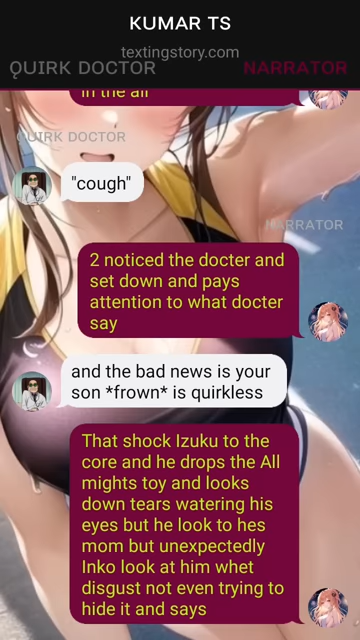 KUMAR TS
textingstory.com
QUIRK DOCTOR
NARRATOR
in the all
QUIRK DOCTOR
"cough"
NARRATOR
2 noticed the docter and
set down and pays
attention to what docter
say
and the bad news is your
son *frown* is quirkless
That shock Izuku to the
core and he drops the All
mights toy and looks
down tears watering his
eyes but he look to hes
mom but unexpectedly
Inko look at him whet
disgust not even trying to
hide it and says